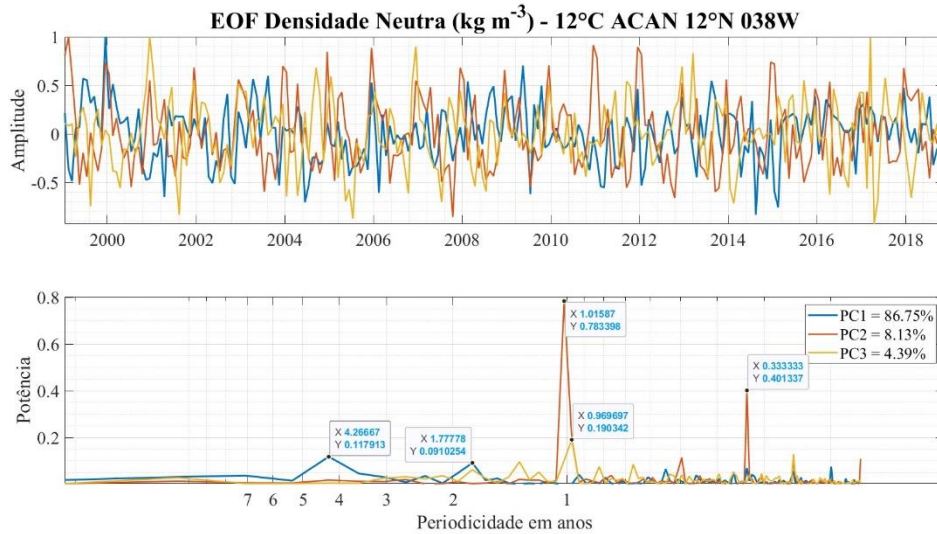 EOF Densidade Neutra (kg m-3) - 12°C ACAN 12°N 038W
Amplitude
1
0.5
0
-0.5
2000 2002 2004 2006 2008 2010 2012 2014 2016 2018
Potência
0.8
0.6
0.4
0.2
X 1.01587
Y 0.783398
PC1 = 86.75%
PC2 = 8.13%
PC3 = 4.39%
X 0.333333
Y 0.401337
X 0.969697
Y 0.190342
X 4.26667
Y 0.117913
X 1.77778
Y 0.0910254
7 6 5 4 3 2 1
Periodicidade em anos